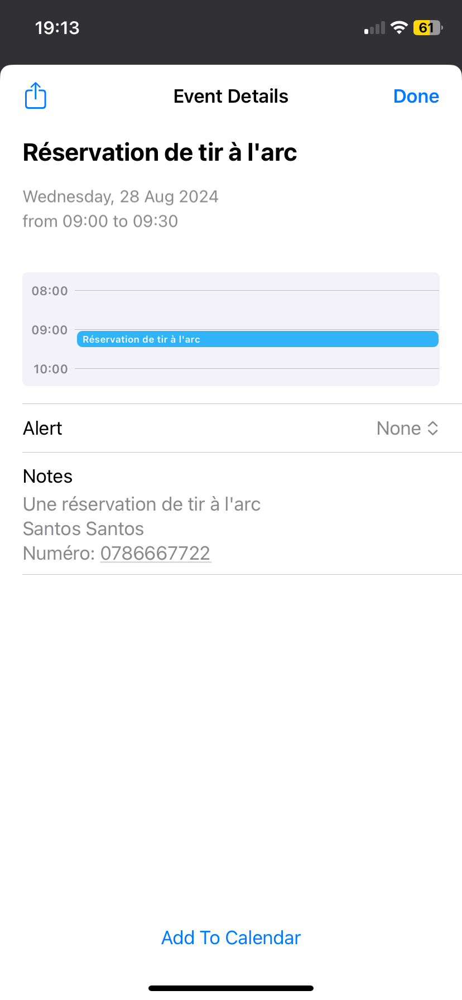 19:13
61
Event Details
Done
Réservation de tir à l'arc
Wednesday, 28 Aug 2024
from 09:00 to 09:30
08:00
09:00
Réservation de tir à l'arc
10:00
Alert
None
Notes
Une réservation de tir à l'arc
Santos Santos
Numéro: 0786667722
Add To Calendar